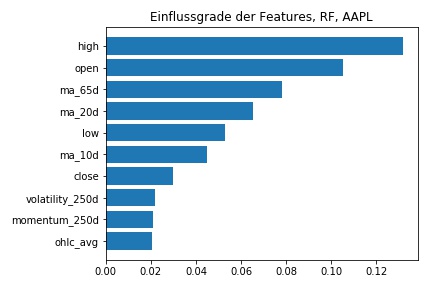 Einflussgrade der Features, RF, AAPL
high
open
ma_65d
ma_20d
low
ma_10d
close
volatility_250d
momentum_250d
ohlc_avg
0.00 0.02 0.04 0.06 0.08 0.10 0.12